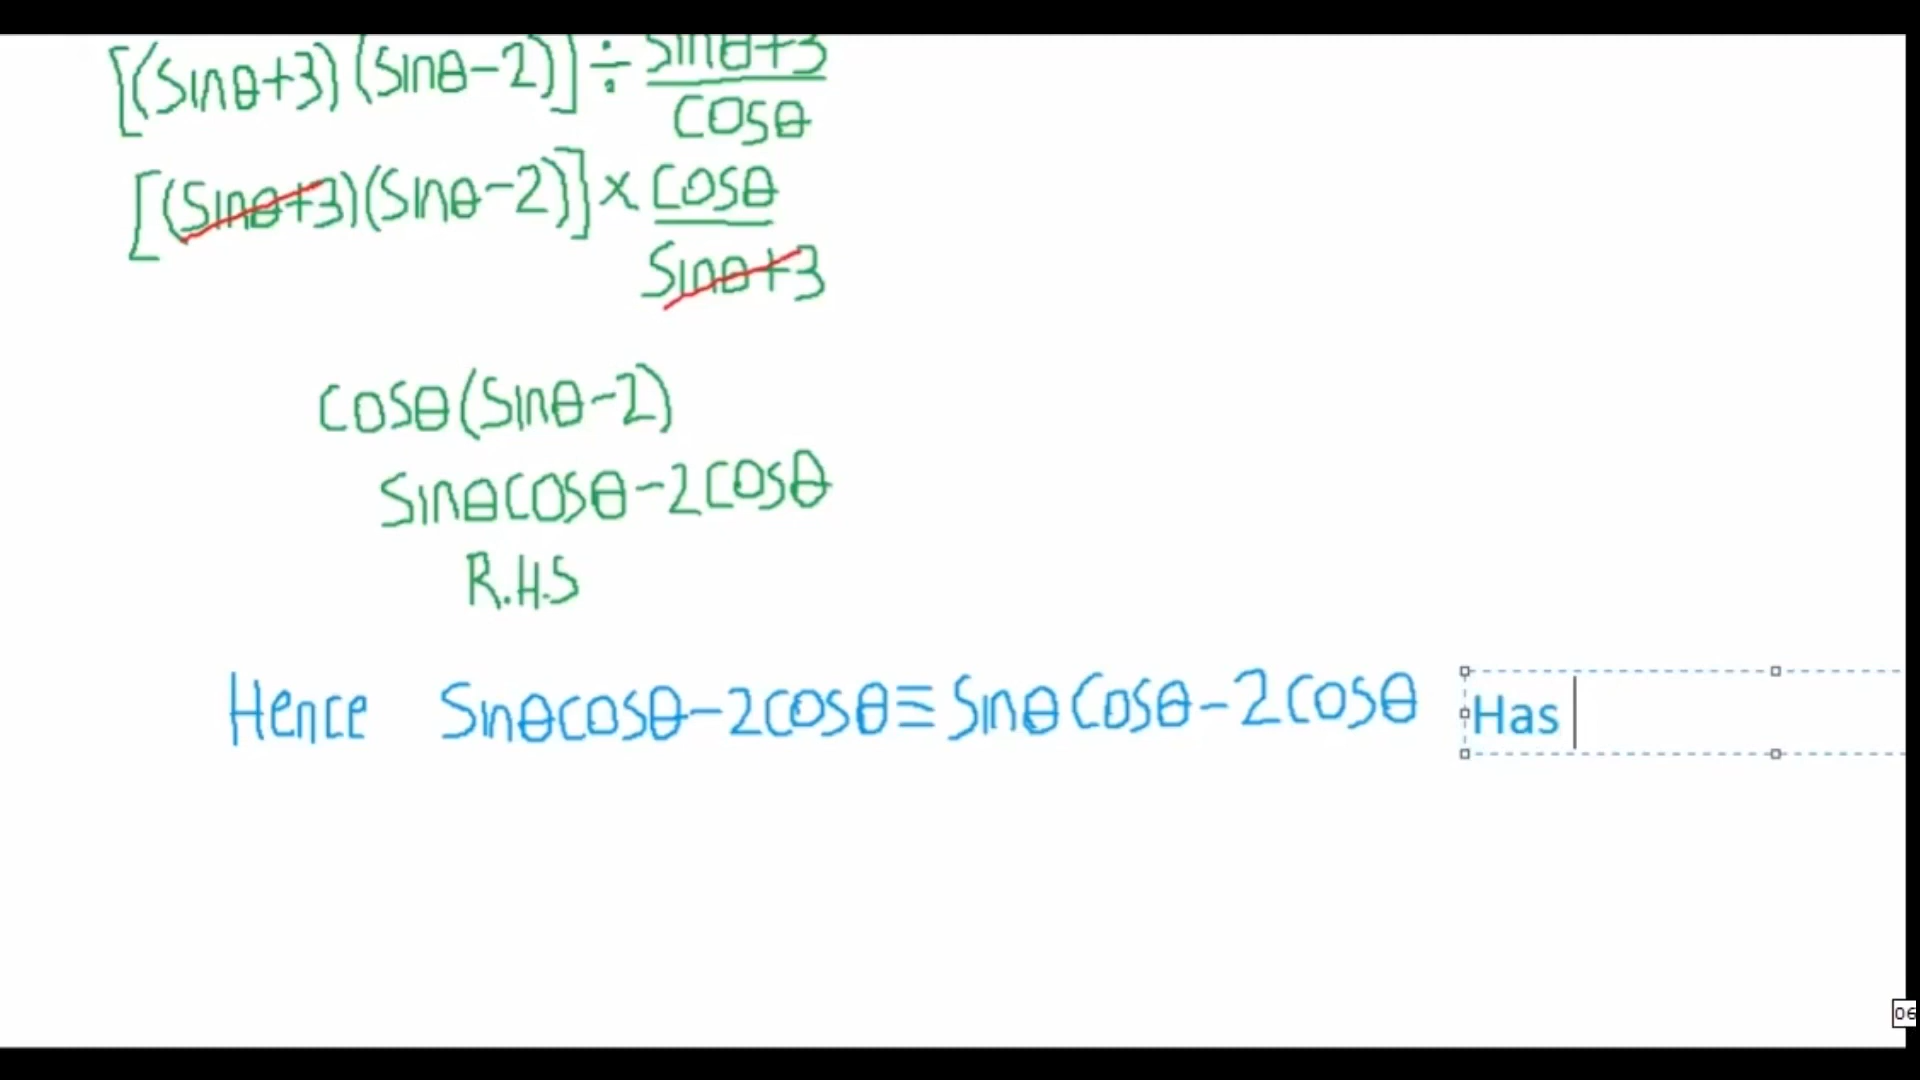 [(Sinθ+3)(Sinθ-2)] ÷ Sinθ+3
Cosθ
[(Sinθ+3)(Sinθ-2)] × Cosθ
Sinθ+3
Cosθ(Sinθ-2)
SinθCosθ-2Cosθ
R.H.S
Hence SinθCosθ-2Cosθ≡SinθCosθ-2Cosθ Has
06